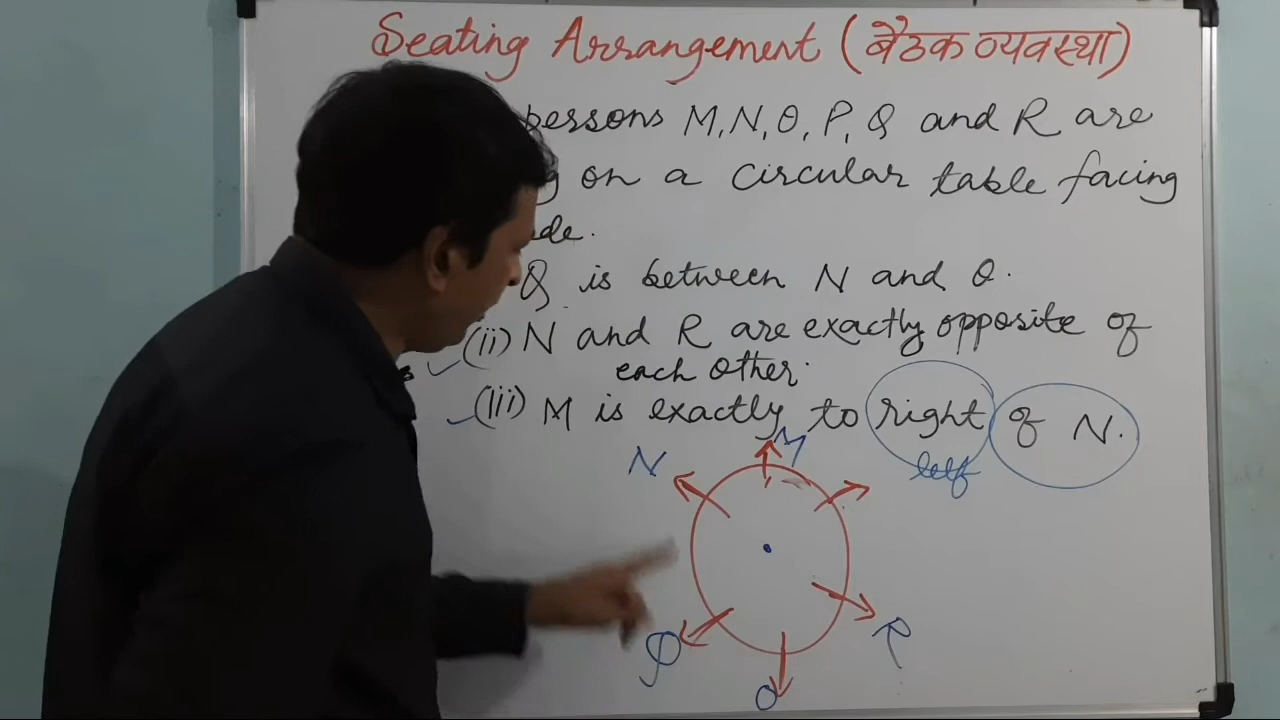 Seating Arrangement (बैठक व्यवस्था)
persons M, N, O, P, Q and R are
g on a circular table facing
de.
Q is between N and O.
(ii) N and R are exactly opposite of
each other.
(iii) M is exactly to right of N.
left
M
N
R
Q
O